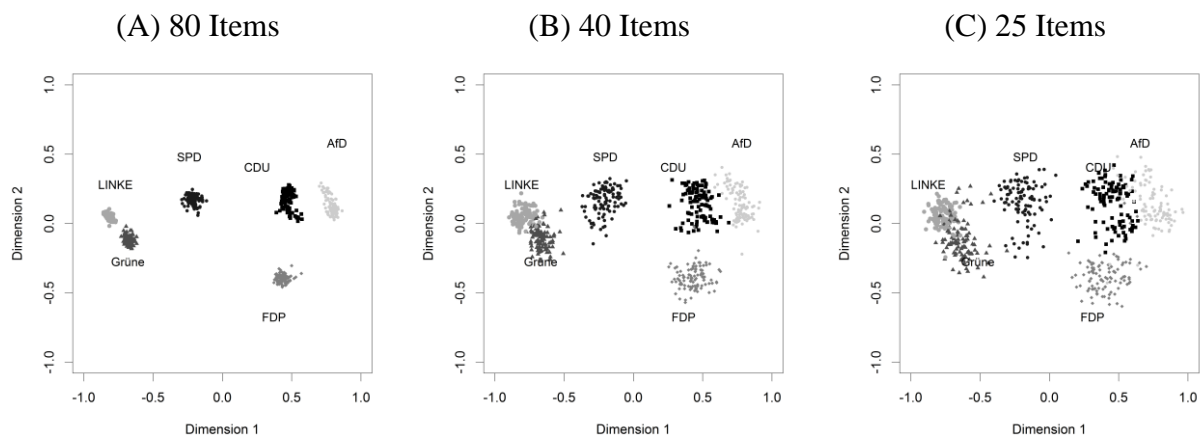 (A) 80 Items
(B) 40 Items
(C) 25 Items
1.0
0.5
0.0
-0.5
-1.0
Dimension 2
LINKE
Grüne
SPD
CDU
AfD
FDP
-1.0 -0.5 0.0 0.5 1.0
Dimension 1
1.0
0.5
0.0
-0.5
-1.0
Dimension 2
LINKE
Grüne
SPD
CDU
AfD
FDP
-1.0 -0.5 0.0 0.5 1.0
Dimension 1
1.0
0.5
0.0
-0.5
-1.0
Dimension 2
LINKE
Grüne
SPD
CDU
AfD
FDP
-1.0 -0.5 0.0 0.5 1.0
Dimension 1